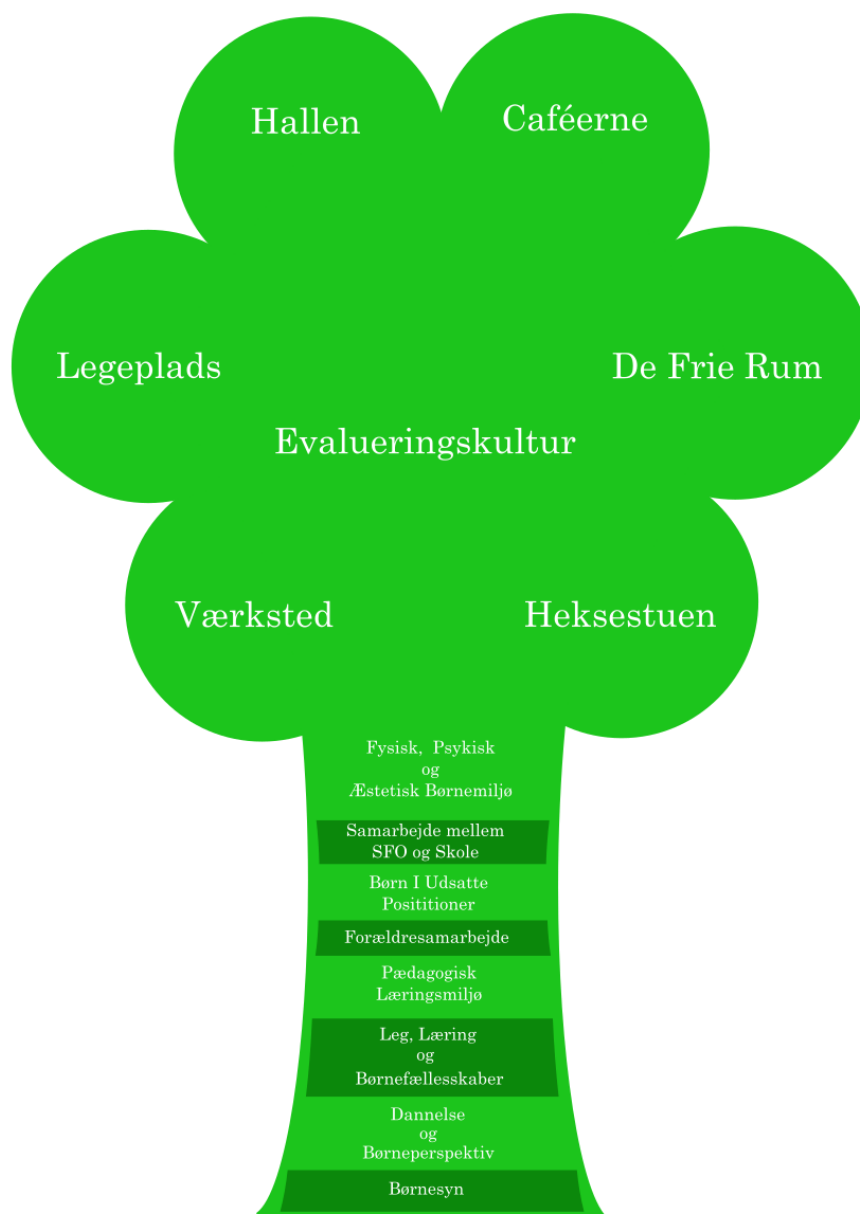 Hallen
Caféerne
Legeplads
De Frie Rum
Evalueringskultur
Værksted
Heksestuen
Fysisk, Psykisk
og
Æstetisk Børnemiljø
Samarbejde mellem
SFO og Skole
Børn I Udsatte
Posititioner
Forældresamarbejde
Pædagogisk
Læringsmiljø
Leg, Læring
og
Børnefællesskaber
Dannelse
og
Børneperspektiv
Børnesyn